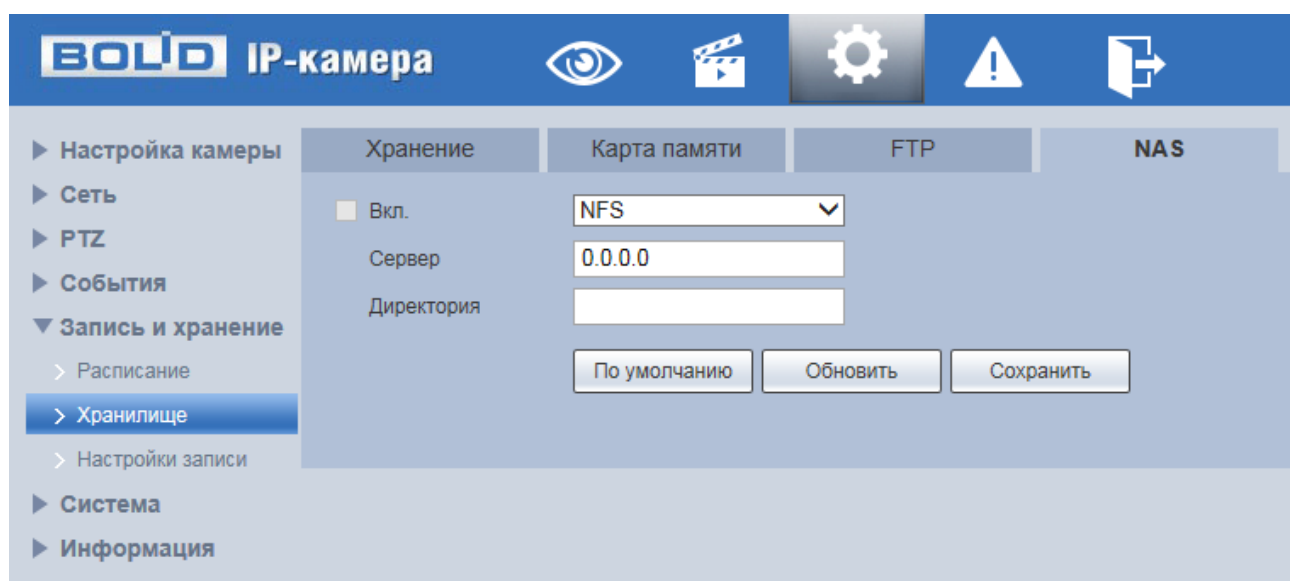 BOLID IP-камера
Настройка камеры
Сеть
PTZ
События
Запись и хранение
Расписание
Хранилище
Настройки записи
Система
Информация
Хранение Карта памяти FTP NAS
Вкл. NFS
Сервер 0.0.0.0
Директория
По умолчанию Обновить Сохранить